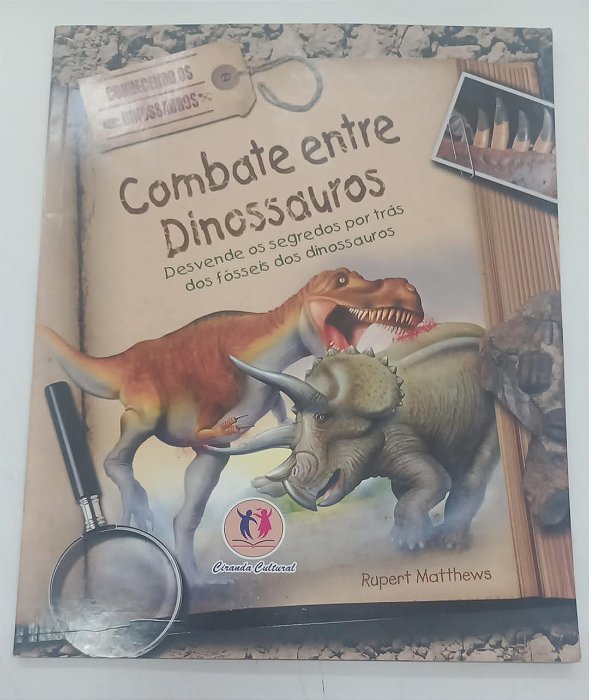 CONHECENDO OS
DINOSSAUROS
Combate entre
Dinossauros
Desvende os segredos por trás
dos fósseis dos dinossauros
Ciranda Cultural
Rupert Matthews